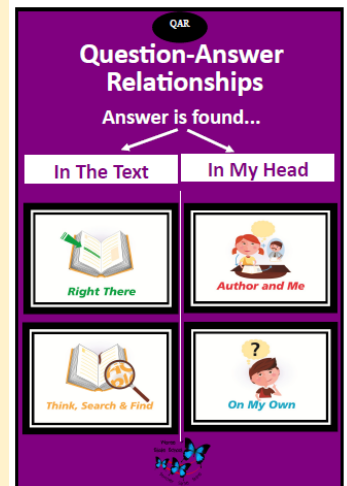 QAR
Question-Answer
Relationships
Answer is found...
In The Text
In My Head
Right There
Author and Me
?
Think, Search & Find
On My Own